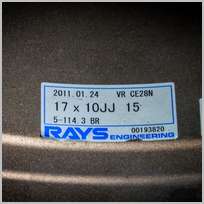 2011.01.24 VR CE28N
17 x 10JJ 15
5-114.3 BR
00193820
RAYS ENGINEERING